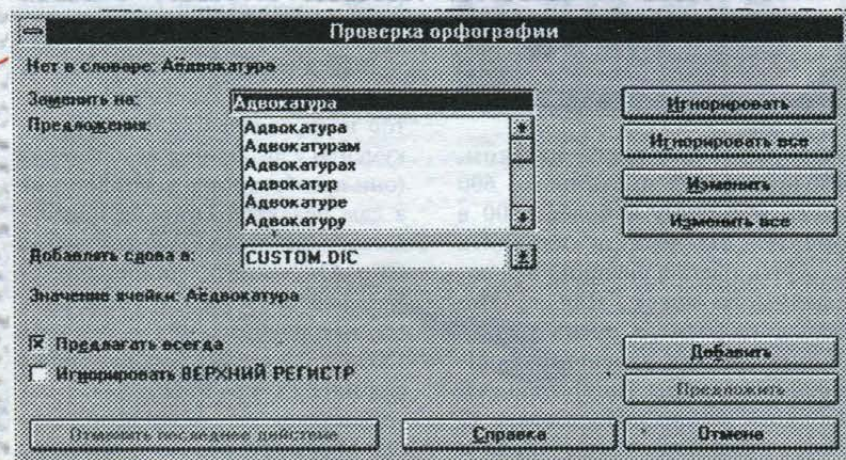 Проверка орфографии
Нет в словаре: Аёдвокатура
Заменить на: Адвокатура
Предложения:
Адвокатура
Адвокатурам
Адвокатурах
Адвокатур
Адвокатуре
Адвокатуру
Игнорировать
Игнорировать все
Изменить
Изменить все
Добавлять слова в: CUSTOM.DIC
Значение ячейки: Аёдвокатура
Предлагать всегда
Игнорировать ВЕРХНИЙ РЕГИСТР
Добавить
Предложить
Отменить последнее действие
Справка
Отмена